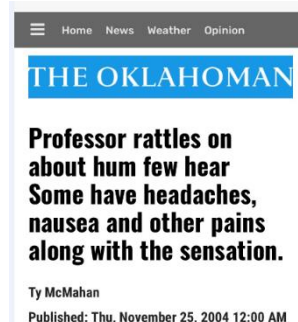 Home News Weather Opinion
THE OKLAHOMAN
Professor rattles on
about hum few hear
Some have headaches,
nausea and other pains
along with the sensation.
Ty McMahan
Published: Thu, November 25, 2004 12:00 AM